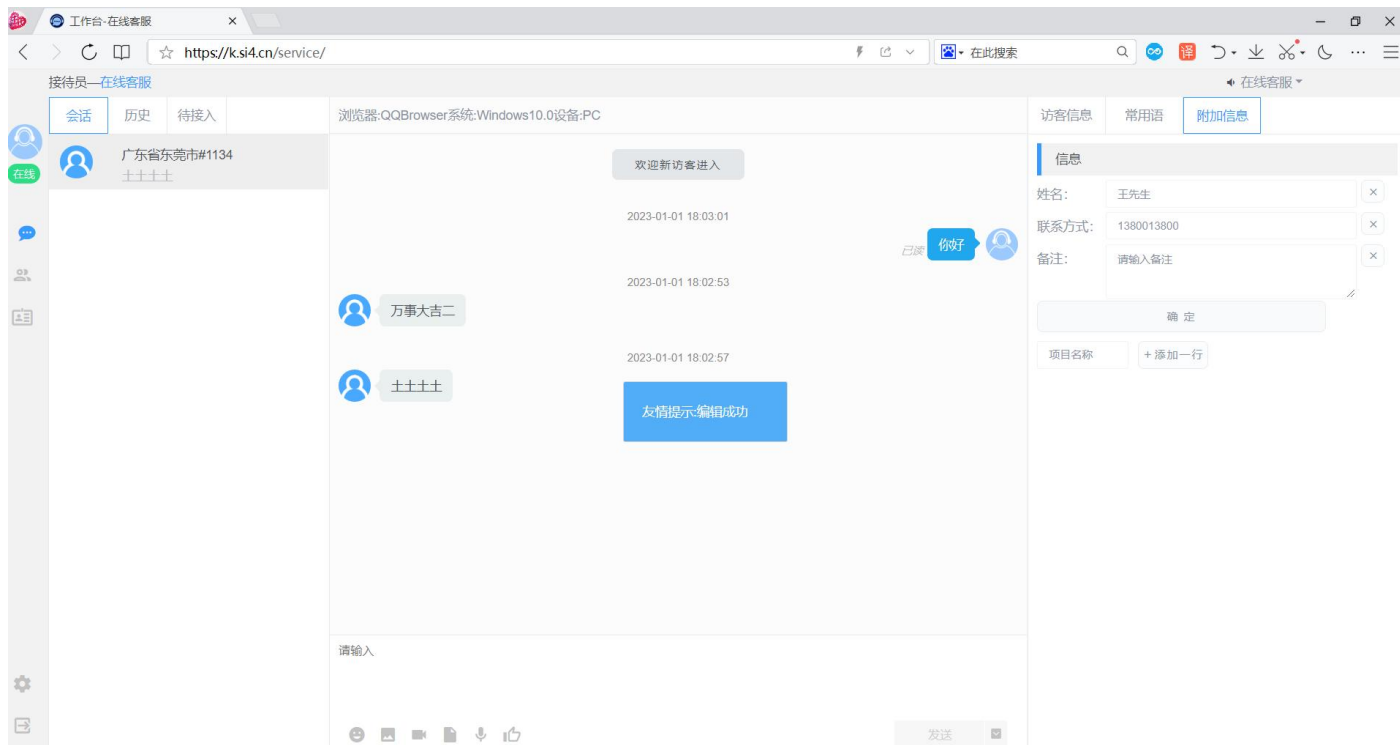 工作台-在线客服
https://k.si4.cn/service/
在此搜索
译
接待员—在线客服
在线客服
会话 历史 待接入
浏览器:QQBrowser系统:Windows10.0设备:PC
访客信息 常用语 附加信息
在线
广东省东莞市#1134
土土土土
欢迎新访客进入
2023-01-01 18:03:01
已读 你好
2023-01-01 18:02:53
万事大吉二
2023-01-01 18:02:57
土土土土
友情提示:编辑成功
请输入
发送
信息
姓名: 王先生
联系方式: 1380013800
备注: 请输入备注
确 定
项目名称 + 添加一行